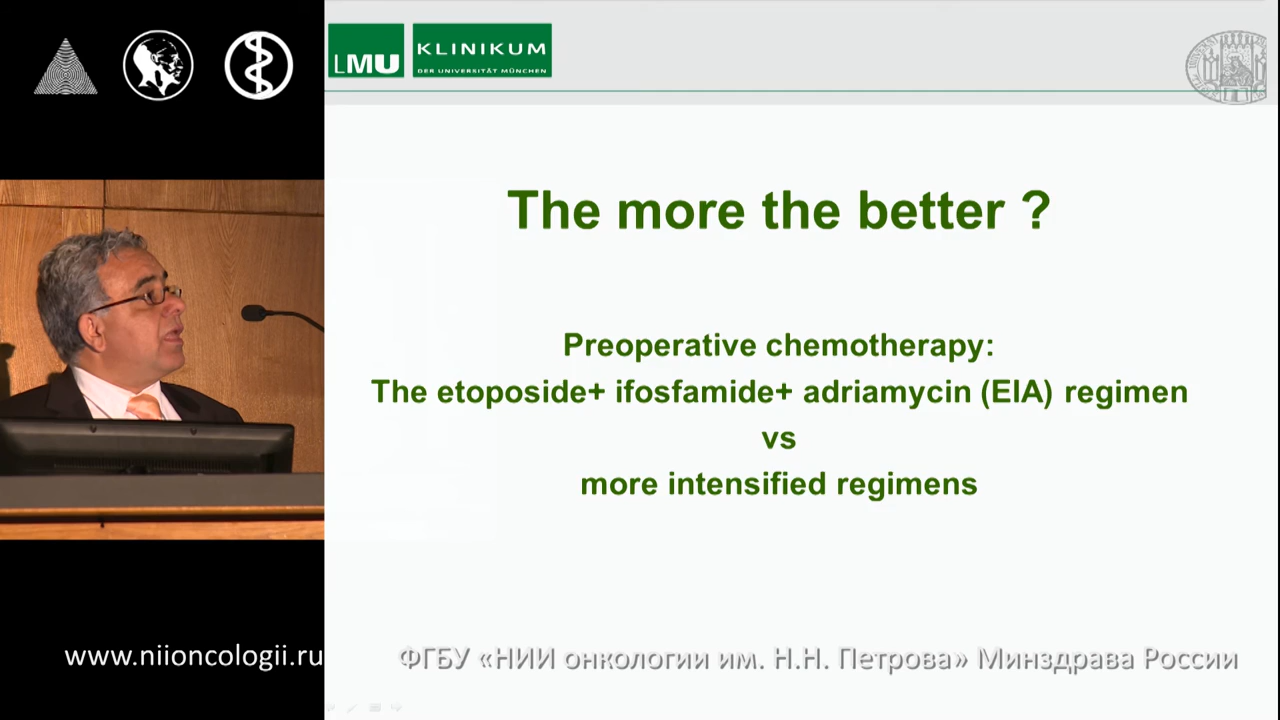 LMU
KLINIKUM
DER UNIVERSITÄT MÜNCHEN
The more the better ?
Preoperative chemotherapy:
The etoposide+ ifosfamide+ adriamycin (EIA) regimen
vs
more intensified regimens
www.niioncologii.ru
ФГБУ «НИИ онкологии им. Н.Н. Петрова» Минздрава России